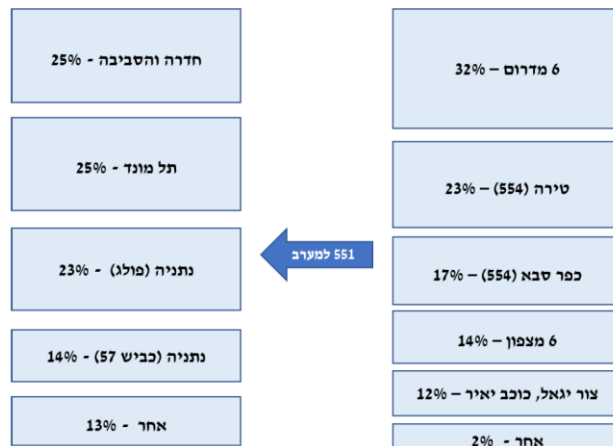 6 מדרום – 32%
טירה (554) – 23%
כפר סבא (554) – 17%
6 מצפון – 14%
צור יגאל, כוכב יאיר – 12%
אחר - 2%
551 למערב
חדרה והסביבה - 25%
תל מונד - 25%
נתניה (פולג) - 23%
נתניה (כביש 57) - 14%
אחר - 13%